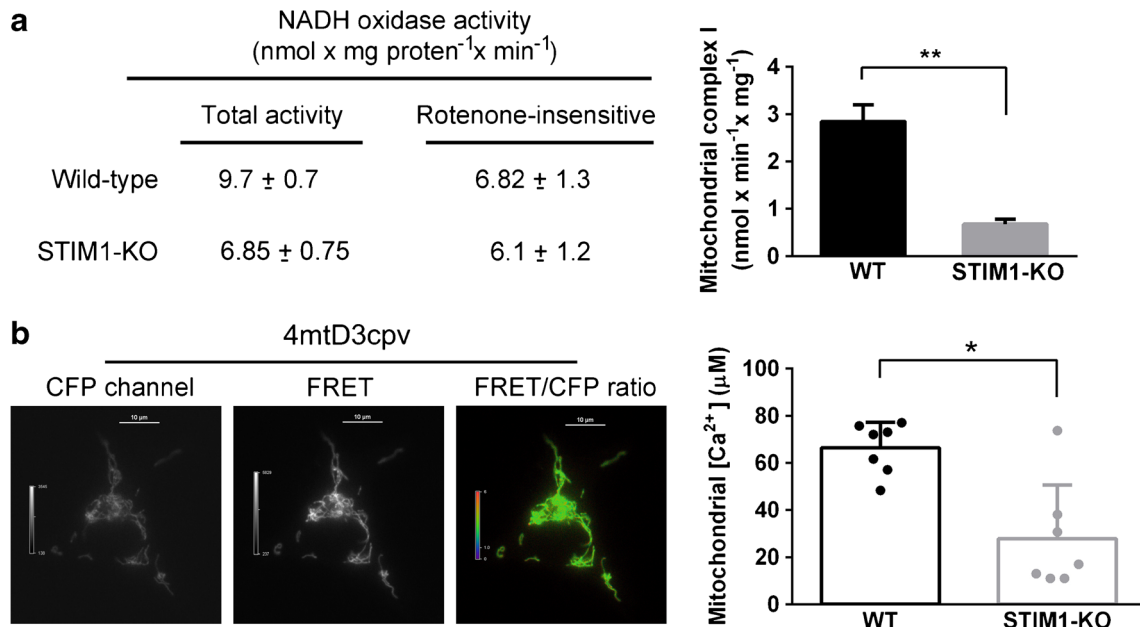 a
NADH oxidase activity
(nmol x mg proten⁻¹x min⁻¹)
Total activity Rotenone-insensitive
Wild-type 9.7 ± 0.7 6.82 ± 1.3
STIM1-KO 6.85 ± 0.75 6.1 ± 1.2
Mitochondrial complex I
(nmol x min⁻¹x mg⁻¹)
4
3
2
1
0
**
WT STIM1-KO
b
4mtD3cpv
CFP channel FRET FRET/CFP ratio
10 µm 10 µm 10 µm
Mitochondrial [Ca²⁺] (µM)
100
80
60
40
20
0
*
WT STIM1-KO